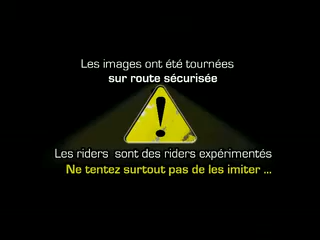 Les images ont été tournées
sur route sécurisée
!
Les riders sont des riders expérimentés
Ne tentez surtout pas de les imiter ...